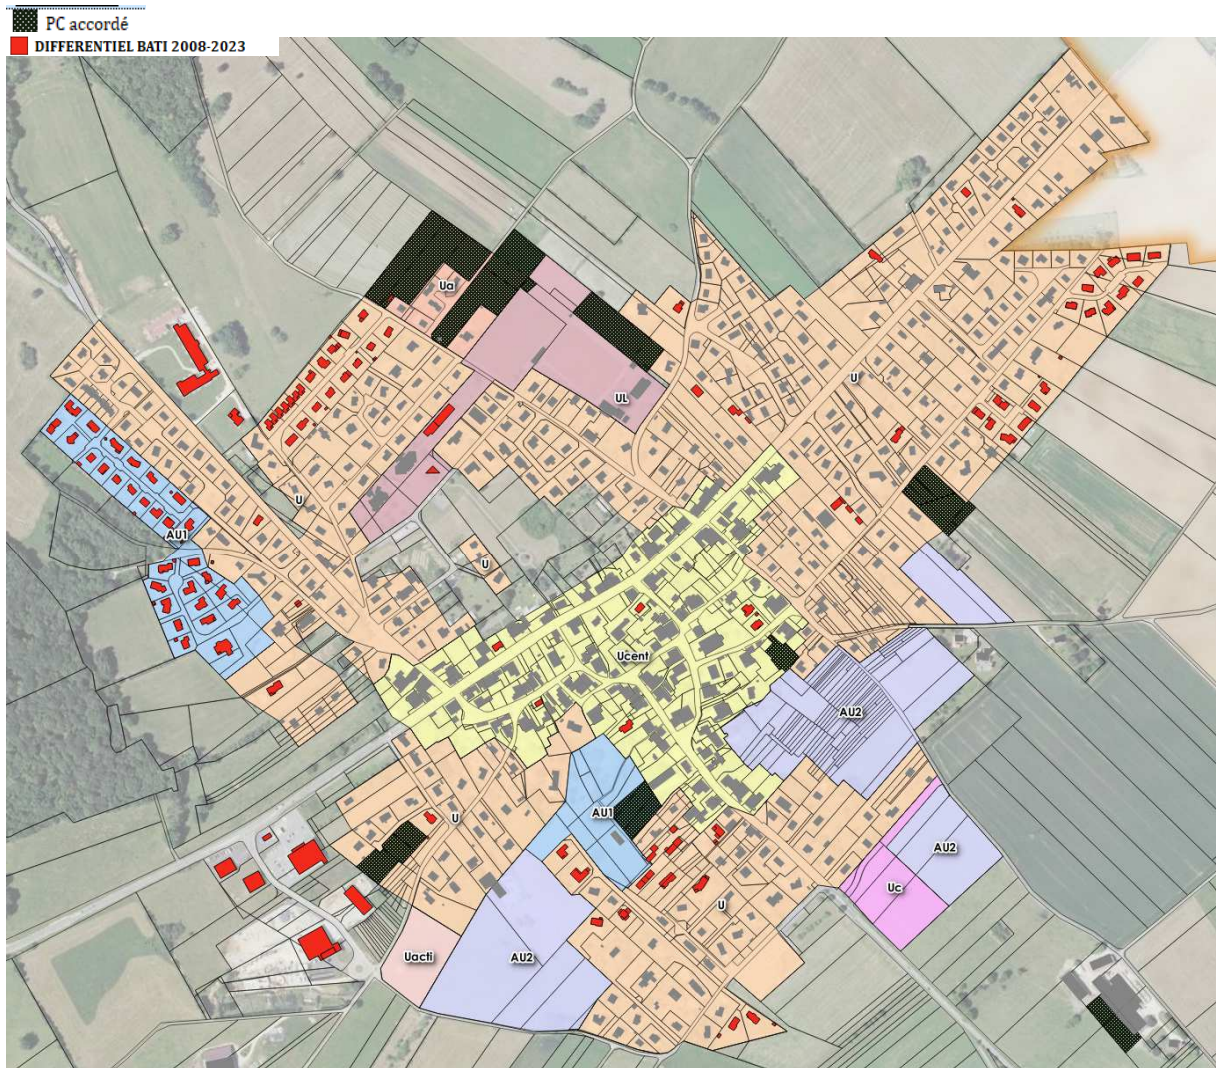 PC accordé
DIFFERENTIEL BATI 2008-2023
Ua
UL
U
U
AU1
U
Ucent
AU2
AU1
U
AU2
Uc
U
Uacti
AU2